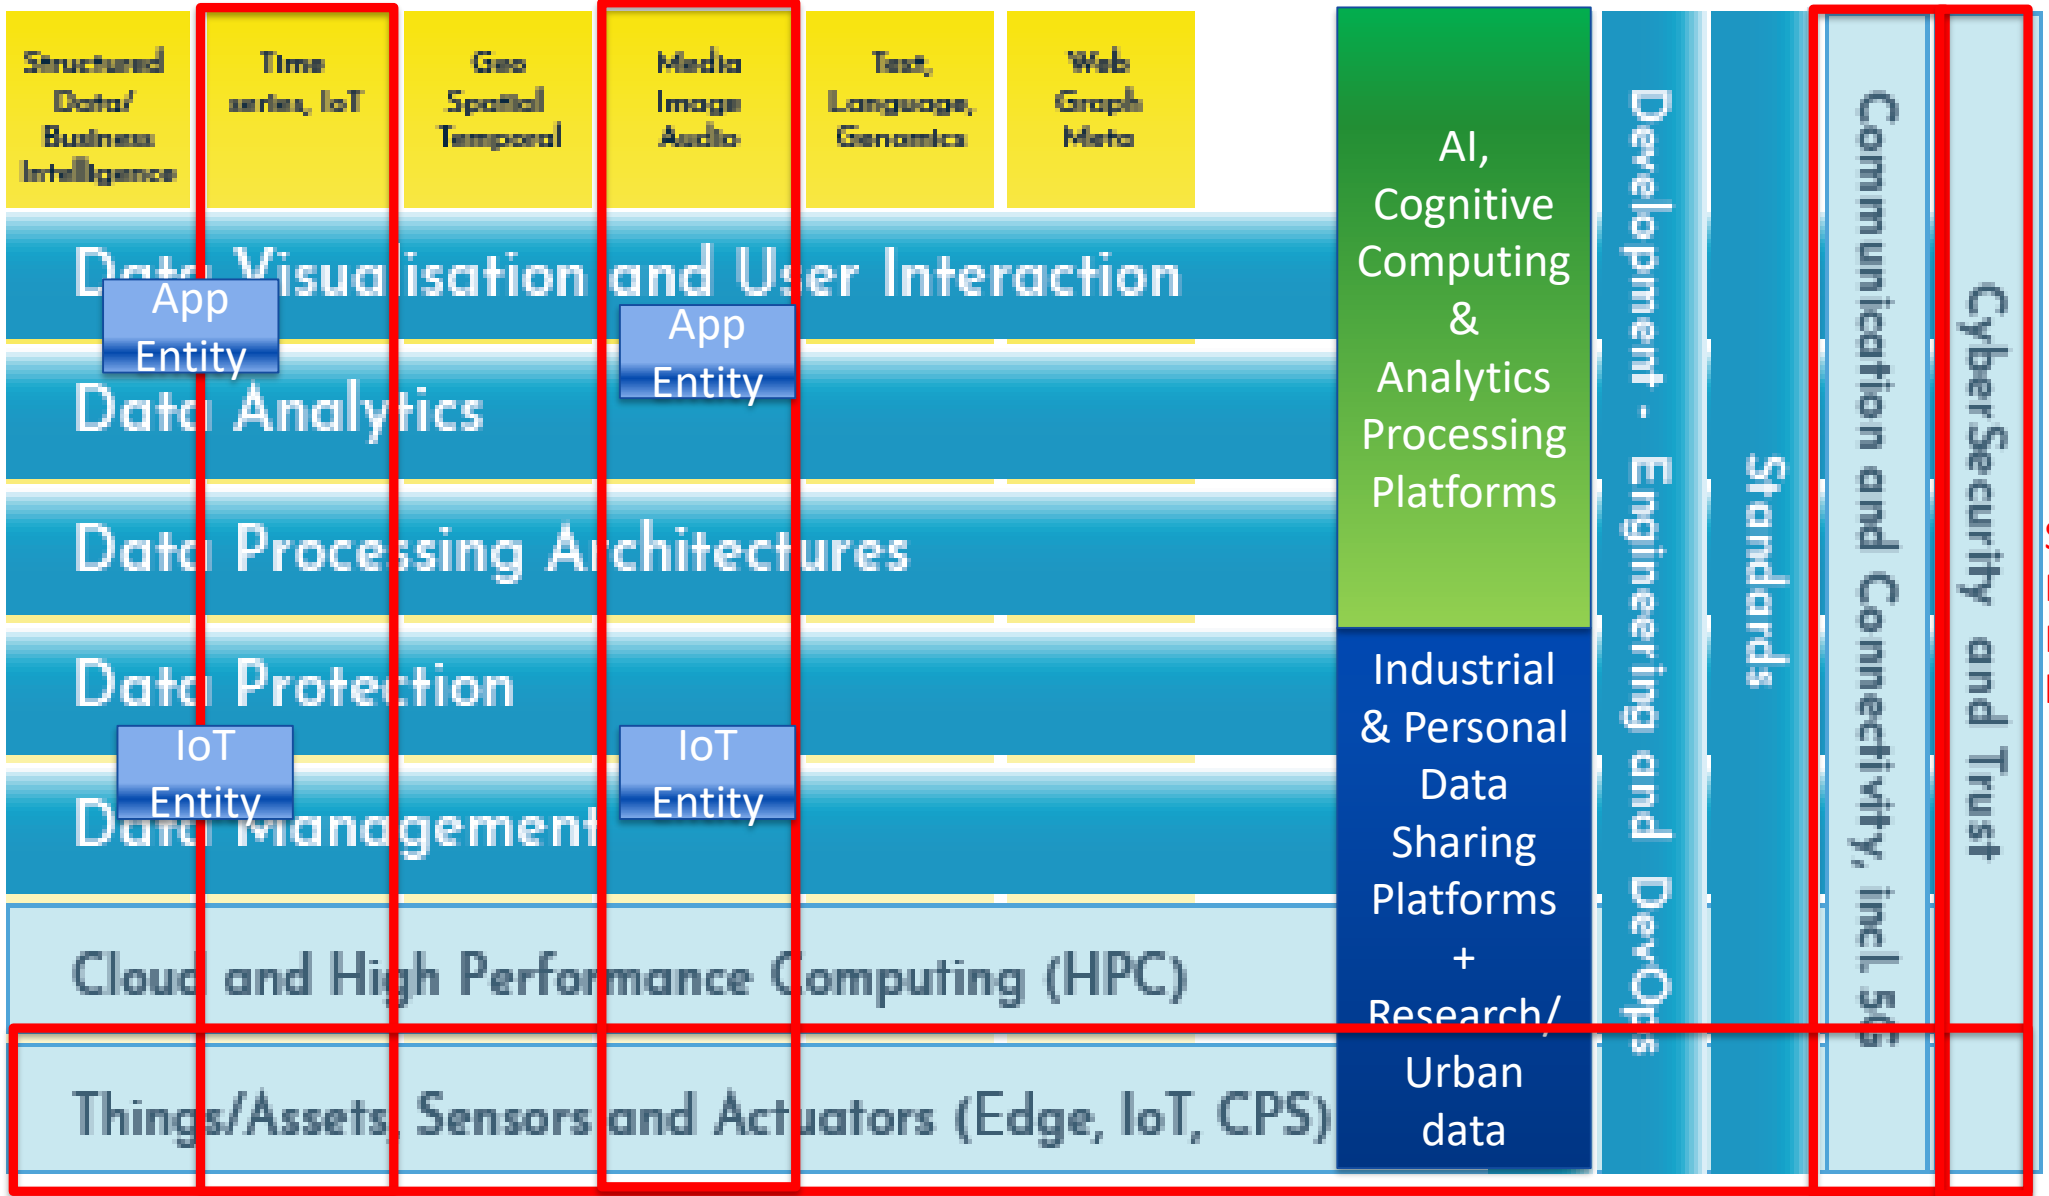 Structured
Data/
Business
Intelligence
Time
series, IoT
Geo
Spatial
Temporal
Media
Image
Audio
Text,
Language,
Genomics
Web
Graph
Meta
Data Visualisation and User Interaction
App
Entity
App
Entity
Data Analytics
Data Processing Architectures
Data Protection
IoT
Entity
IoT
Entity
Data Management
Cloud and High Performance Computing (HPC)
Things/Assets, Sensors and Actuators (Edge, IoT, CPS)
AI,
Cognitive
Computing
&
Analytics
Processing
Platforms
Industrial
& Personal
Data
Sharing
Platforms
+
Research/
Urban
data
Development - Engineering and DevOps
Standards
Communication and Connectivity, incl. 5G
CyberSecurity and Trust